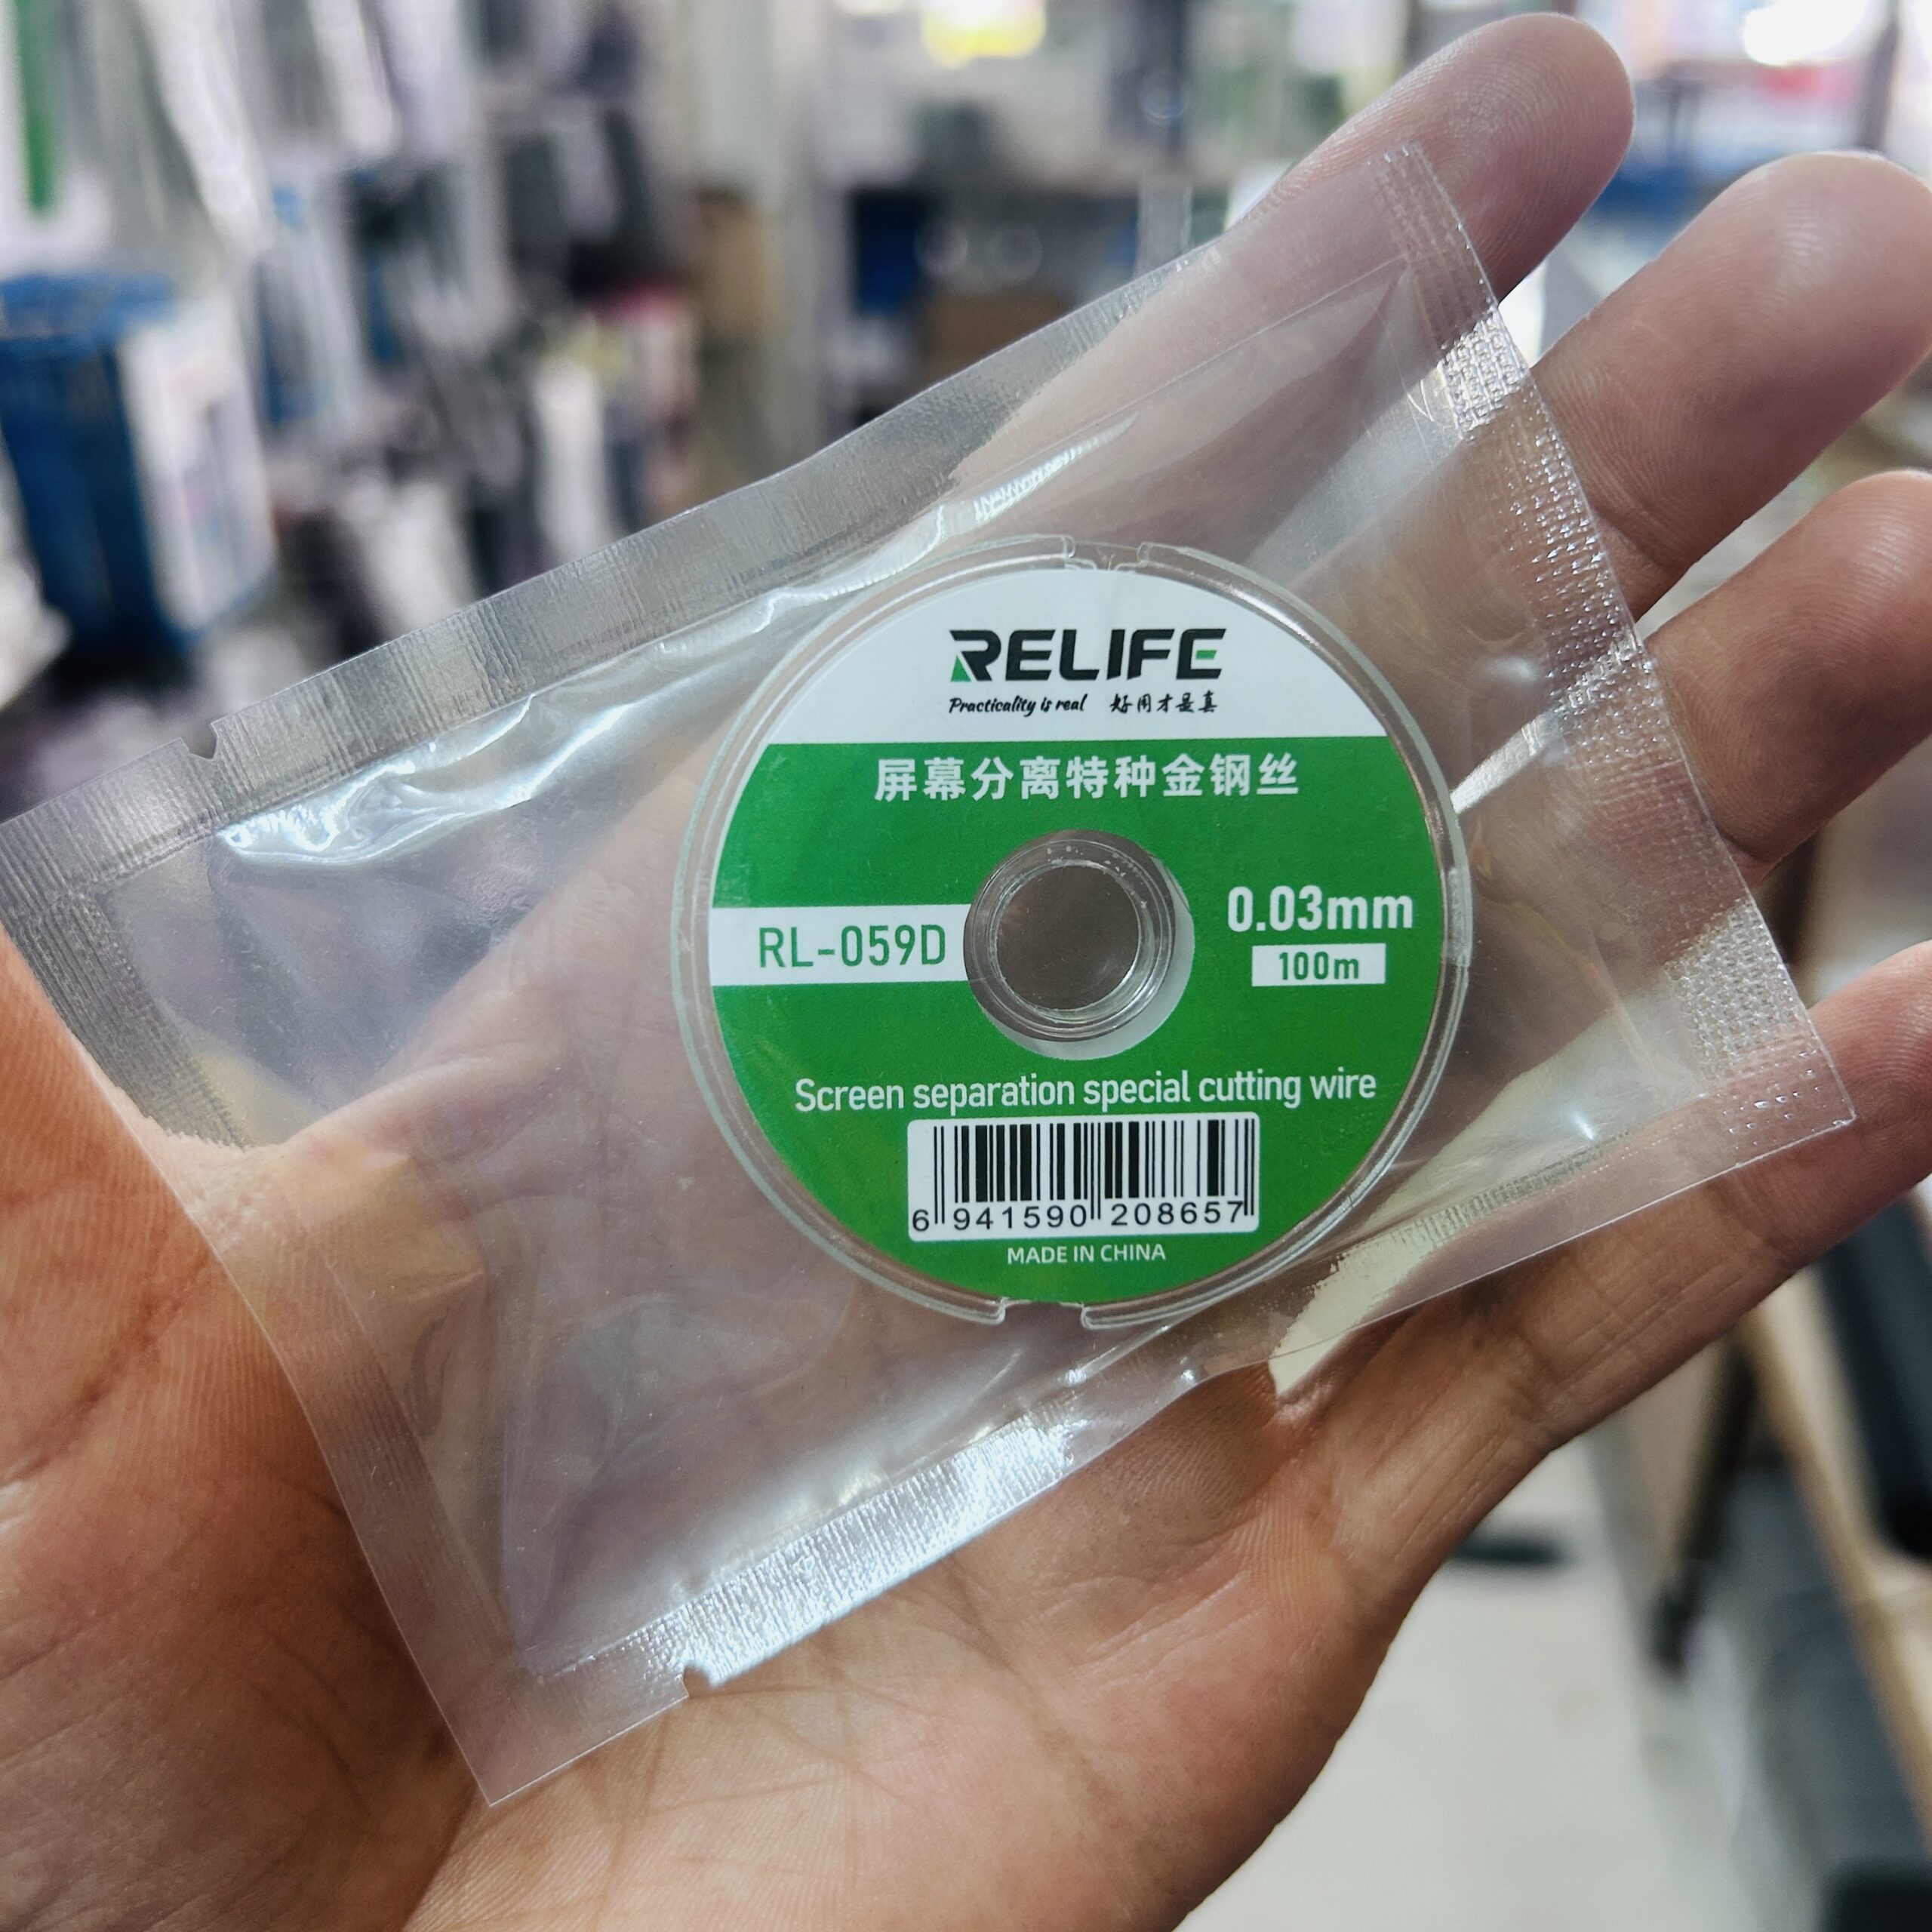 RELIFE
Practicality is real 好用才是真
屏幕分离特种金钢丝
RL-059D
0.03mm
100m
Screen separation special cutting wire
6 941590 208657
MADE IN CHINA